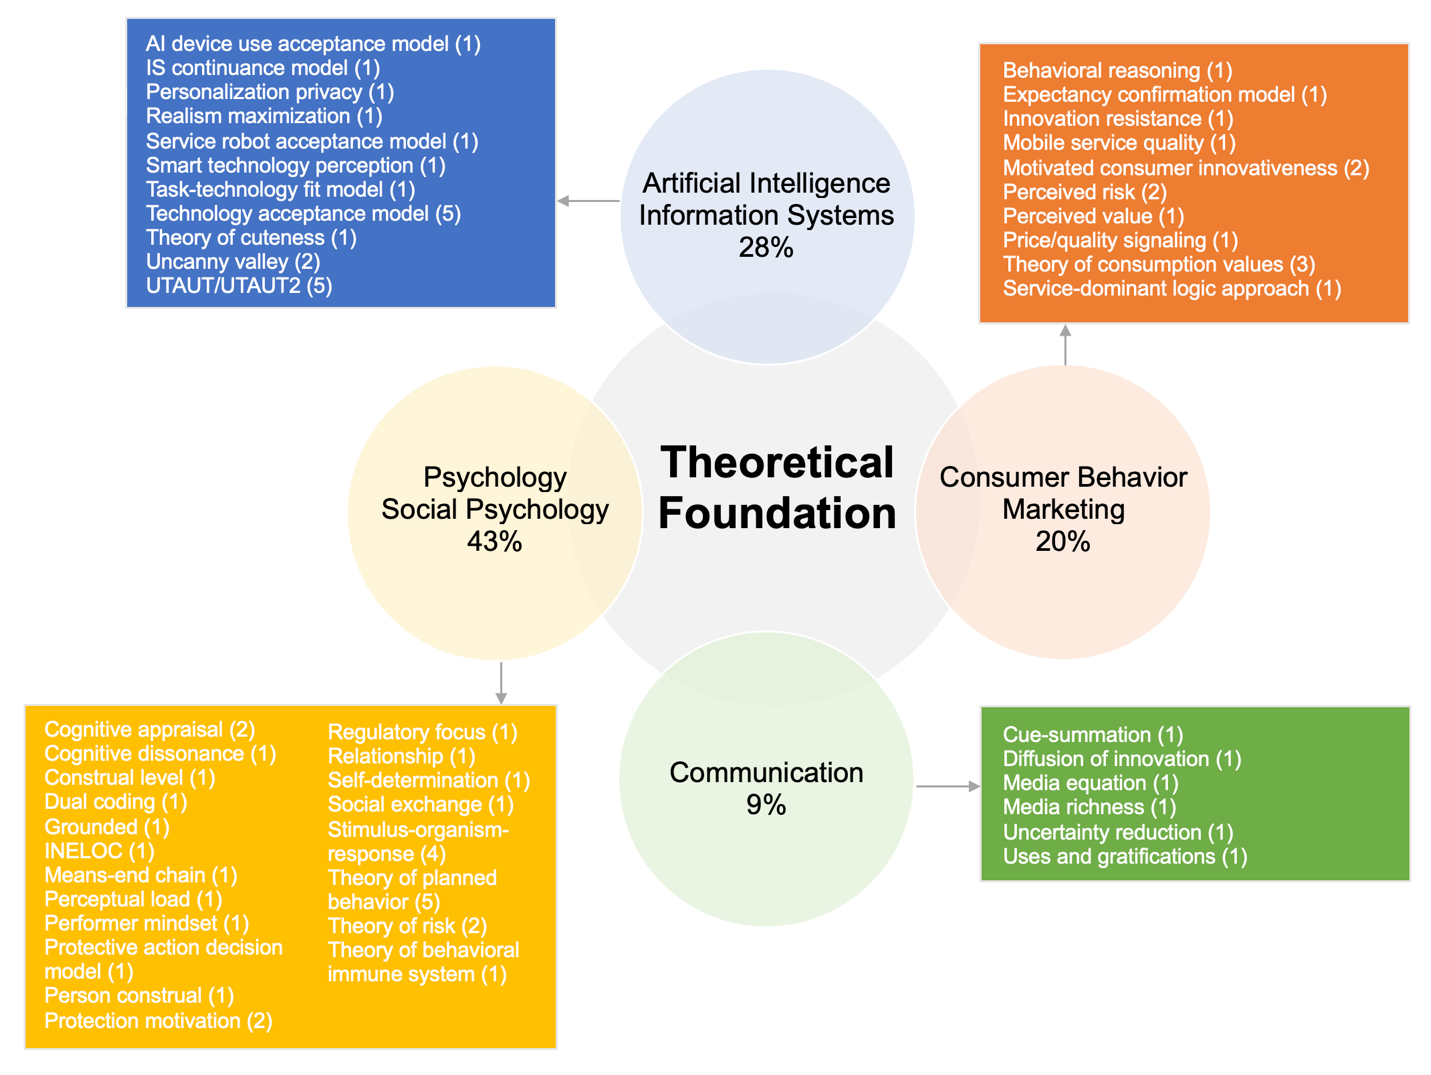 AI device use acceptance model (1)
IS continuance model (1)
Personalization privacy (1)
Realism maximization (1)
Service robot acceptance model (1)
Smart technology perception (1)
Task-technology fit model (1)
Technology acceptance model (5)
Theory of cuteness (1)
Uncanny valley (2)
UTAUT/UTAUT2 (5)
Artificial Intelligence
Information Systems
28%
Behavioral reasoning (1)
Expectancy confirmation model (1)
Innovation resistance (1)
Mobile service quality (1)
Motivated consumer innovativeness (2)
Perceived risk (2)
Perceived value (1)
Price/quality signaling (1)
Theory of consumption values (3)
Service-dominant logic approach (1)
Psychology
Social Psychology
43%
Theoretical
Foundation
Consumer Behavior
Marketing
20%
Cognitive appraisal (2)
Cognitive dissonance (1)
Construal level (1)
Dual coding (1)
Grounded (1)
INELOC (1)
Means-end chain (1)
Perceptual load (1)
Performer mindset (1)
Protective action decision
model (1)
Person construal (1)
Protection motivation (2)
Regulatory focus (1)
Relationship (1)
Self-determination (1)
Social exchange (1)
Stimulus-organism-
response (4)
Theory of planned
behavior (5)
Theory of risk (2)
Theory of behavioral
immune system (1)
Communication
9%
Cue-summation (1)
Diffusion of innovation (1)
Media equation (1)
Media richness (1)
Uncertainty reduction (1)
Uses and gratifications (1)